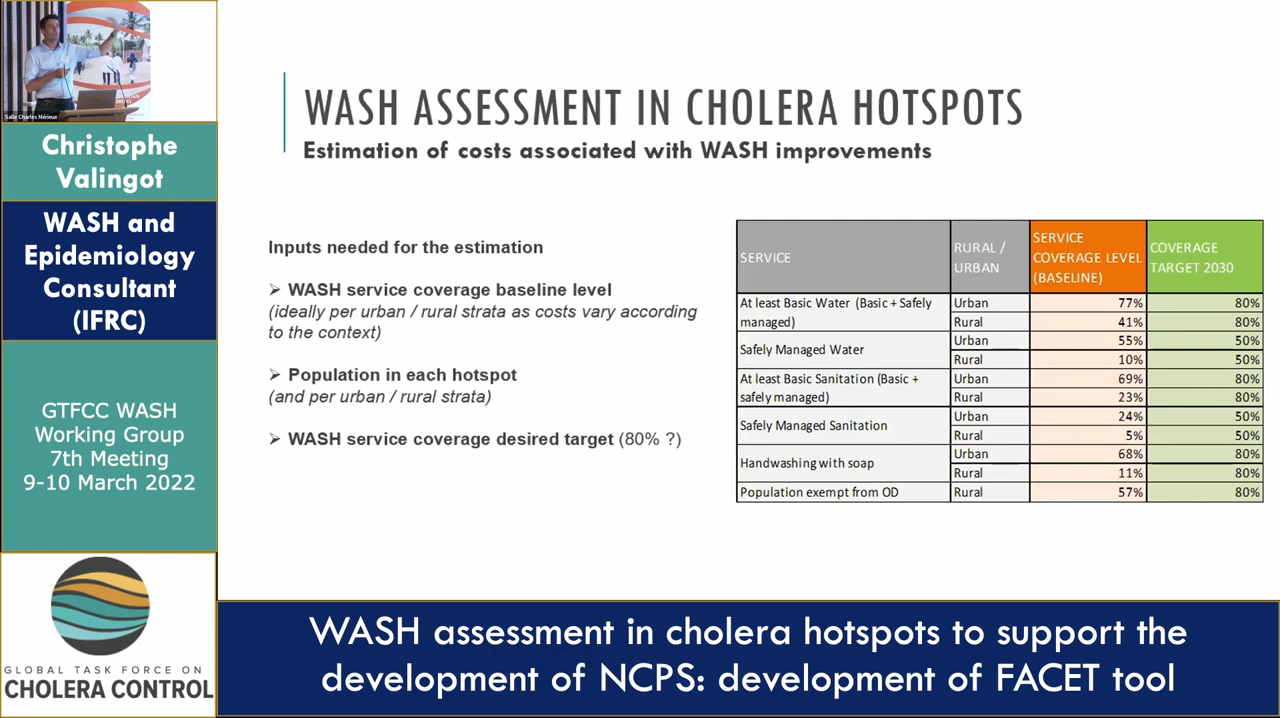 Salle Charles Mérieux
Christophe
Valingot
WASH and
Epidemiology
Consultant
(IFRC)
GTFCC WASH
Working Group
7th Meeting
9-10 March 2022
GLOBAL TASK FORCE ON
CHOLERA CONTROL
WASH ASSESSMENT IN CHOLERA HOTSPOTS
Estimation of costs associated with WASH improvements
Inputs needed for the estimation
➢ WASH service coverage baseline level
(ideally per urban / rural strata as costs vary according
to the context)
➢ Population in each hotspot
(and per urban / rural strata)
➢ WASH service coverage desired target (80% ?)
SERVICE
RURAL /
URBAN
SERVICE
COVERAGE LEVEL
(BASELINE)
COVERAGE
TARGET 2030
At least Basic Water (Basic + Safely
managed)
Urban 77% 80%
Rural 41% 80%
Safely Managed Water
Urban 55% 50%
Rural 10% 50%
At least Basic Sanitation (Basic +
safely managed)
Urban 69% 80%
Rural 23% 80%
Safely Managed Sanitation
Urban 24% 50%
Rural 5% 50%
Handwashing with soap
Urban 68% 80%
Rural 11% 80%
Population exempt from OD Rural 57% 80%
WASH assessment in cholera hotspots to support the
development of NCPS: development of FACET tool